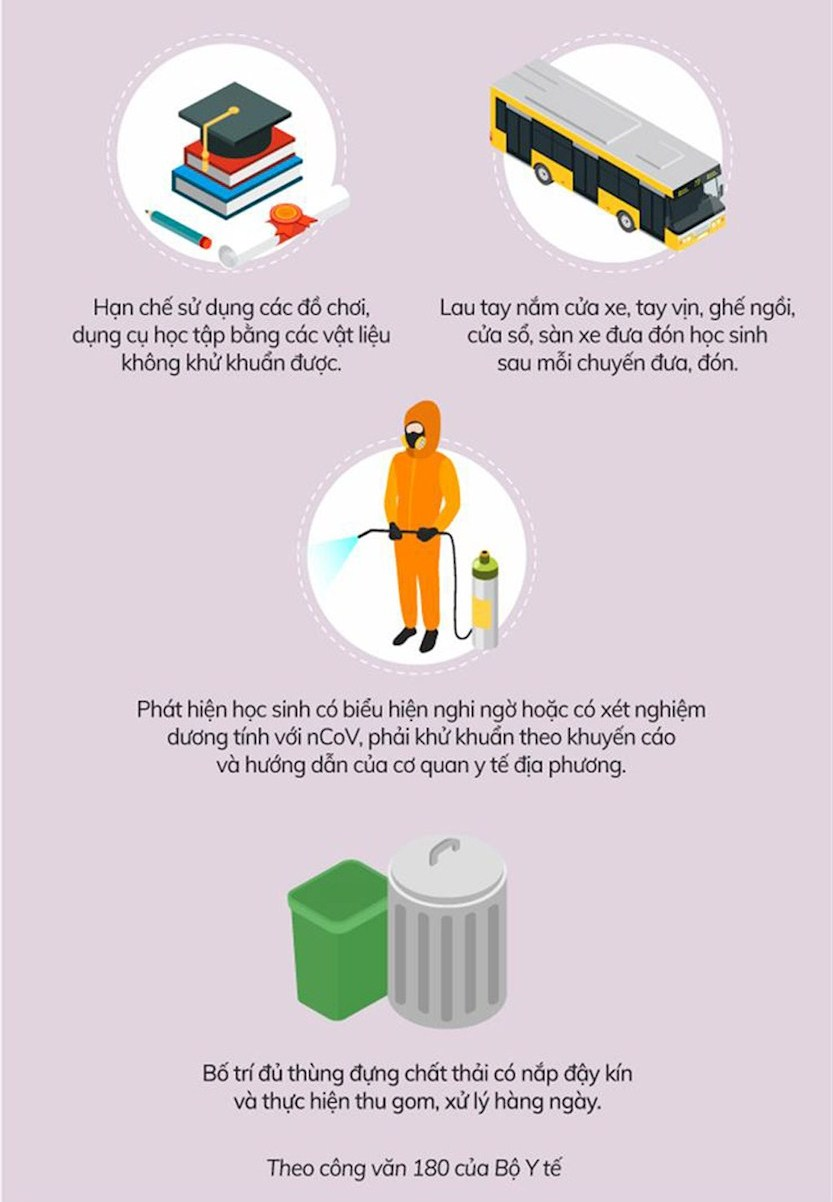 Hạn chế sử dụng các đồ chơi,
dụng cụ học tập bằng các vật liệu
không khử khuẩn được.
Lau tay nắm cửa xe, tay vịn, ghế ngồi,
cửa sổ, sàn xe đưa đón học sinh
sau mỗi chuyến đưa, đón.
Phát hiện học sinh có biểu hiện nghi ngờ hoặc có xét nghiệm
dương tính với nCoV, phải khử khuẩn theo khuyến cáo
và hướng dẫn của cơ quan y tế địa phương.
Bố trí đủ thùng đựng chất thải có nắp đậy kín
và thực hiện thu gom, xử lý hàng ngày.
Theo công văn 180 của Bộ Y tế